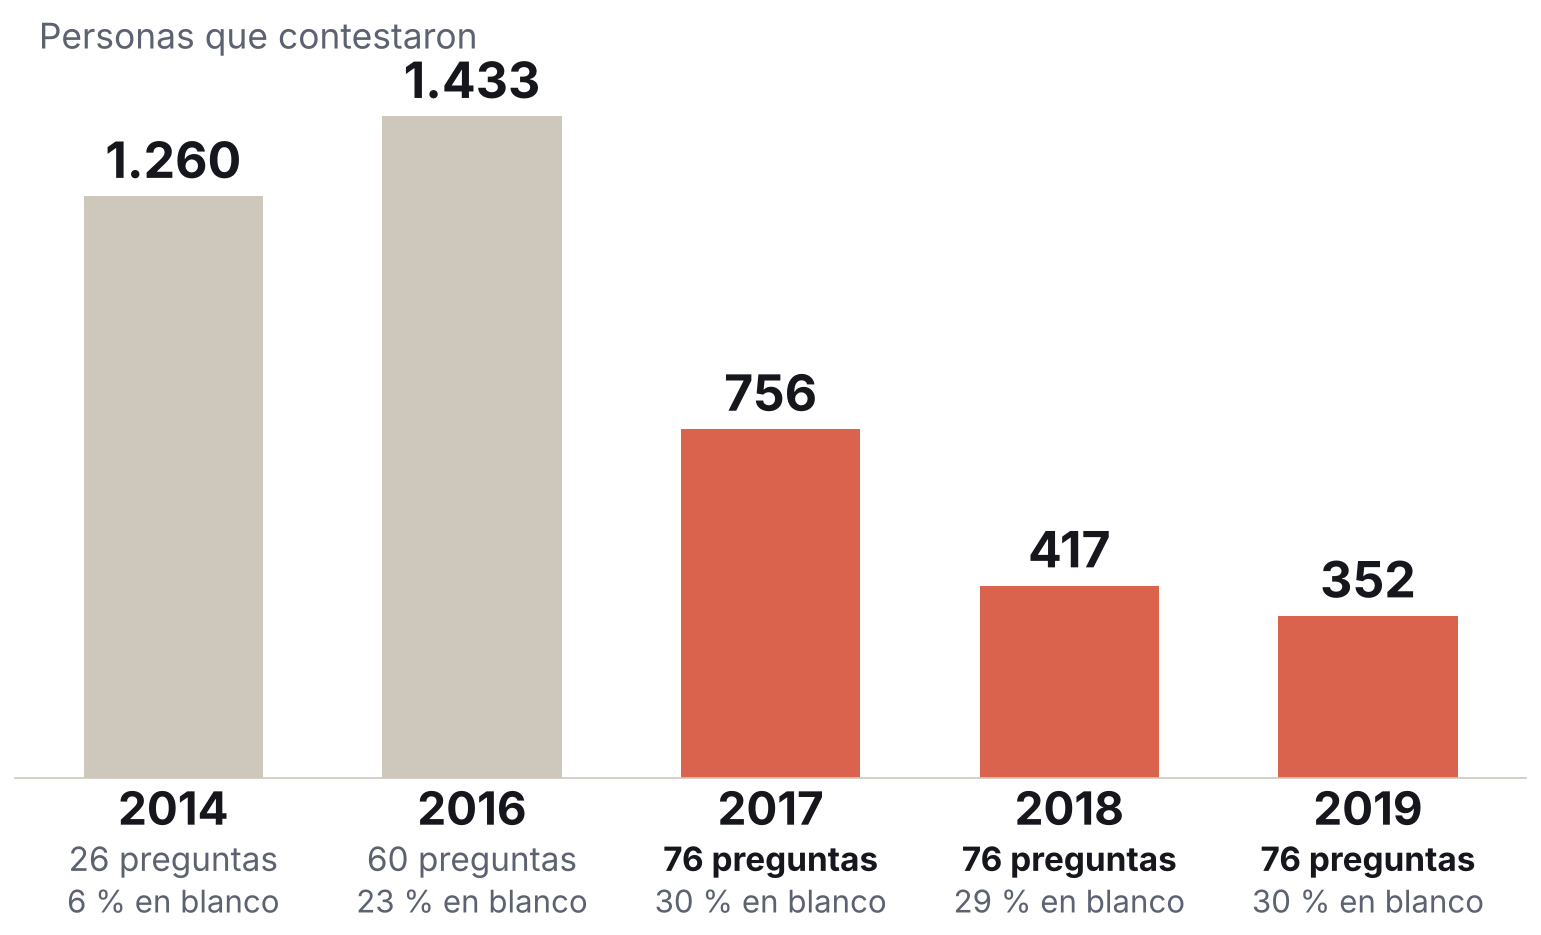 Personas que contestaron
1.260
1.433
756
417
352
2014
2016
2017
2018
2019
26 preguntas
60 preguntas
76 preguntas
76 preguntas
76 preguntas
6 % en blanco
23 % en blanco
30 % en blanco
29 % en blanco
30 % en blanco